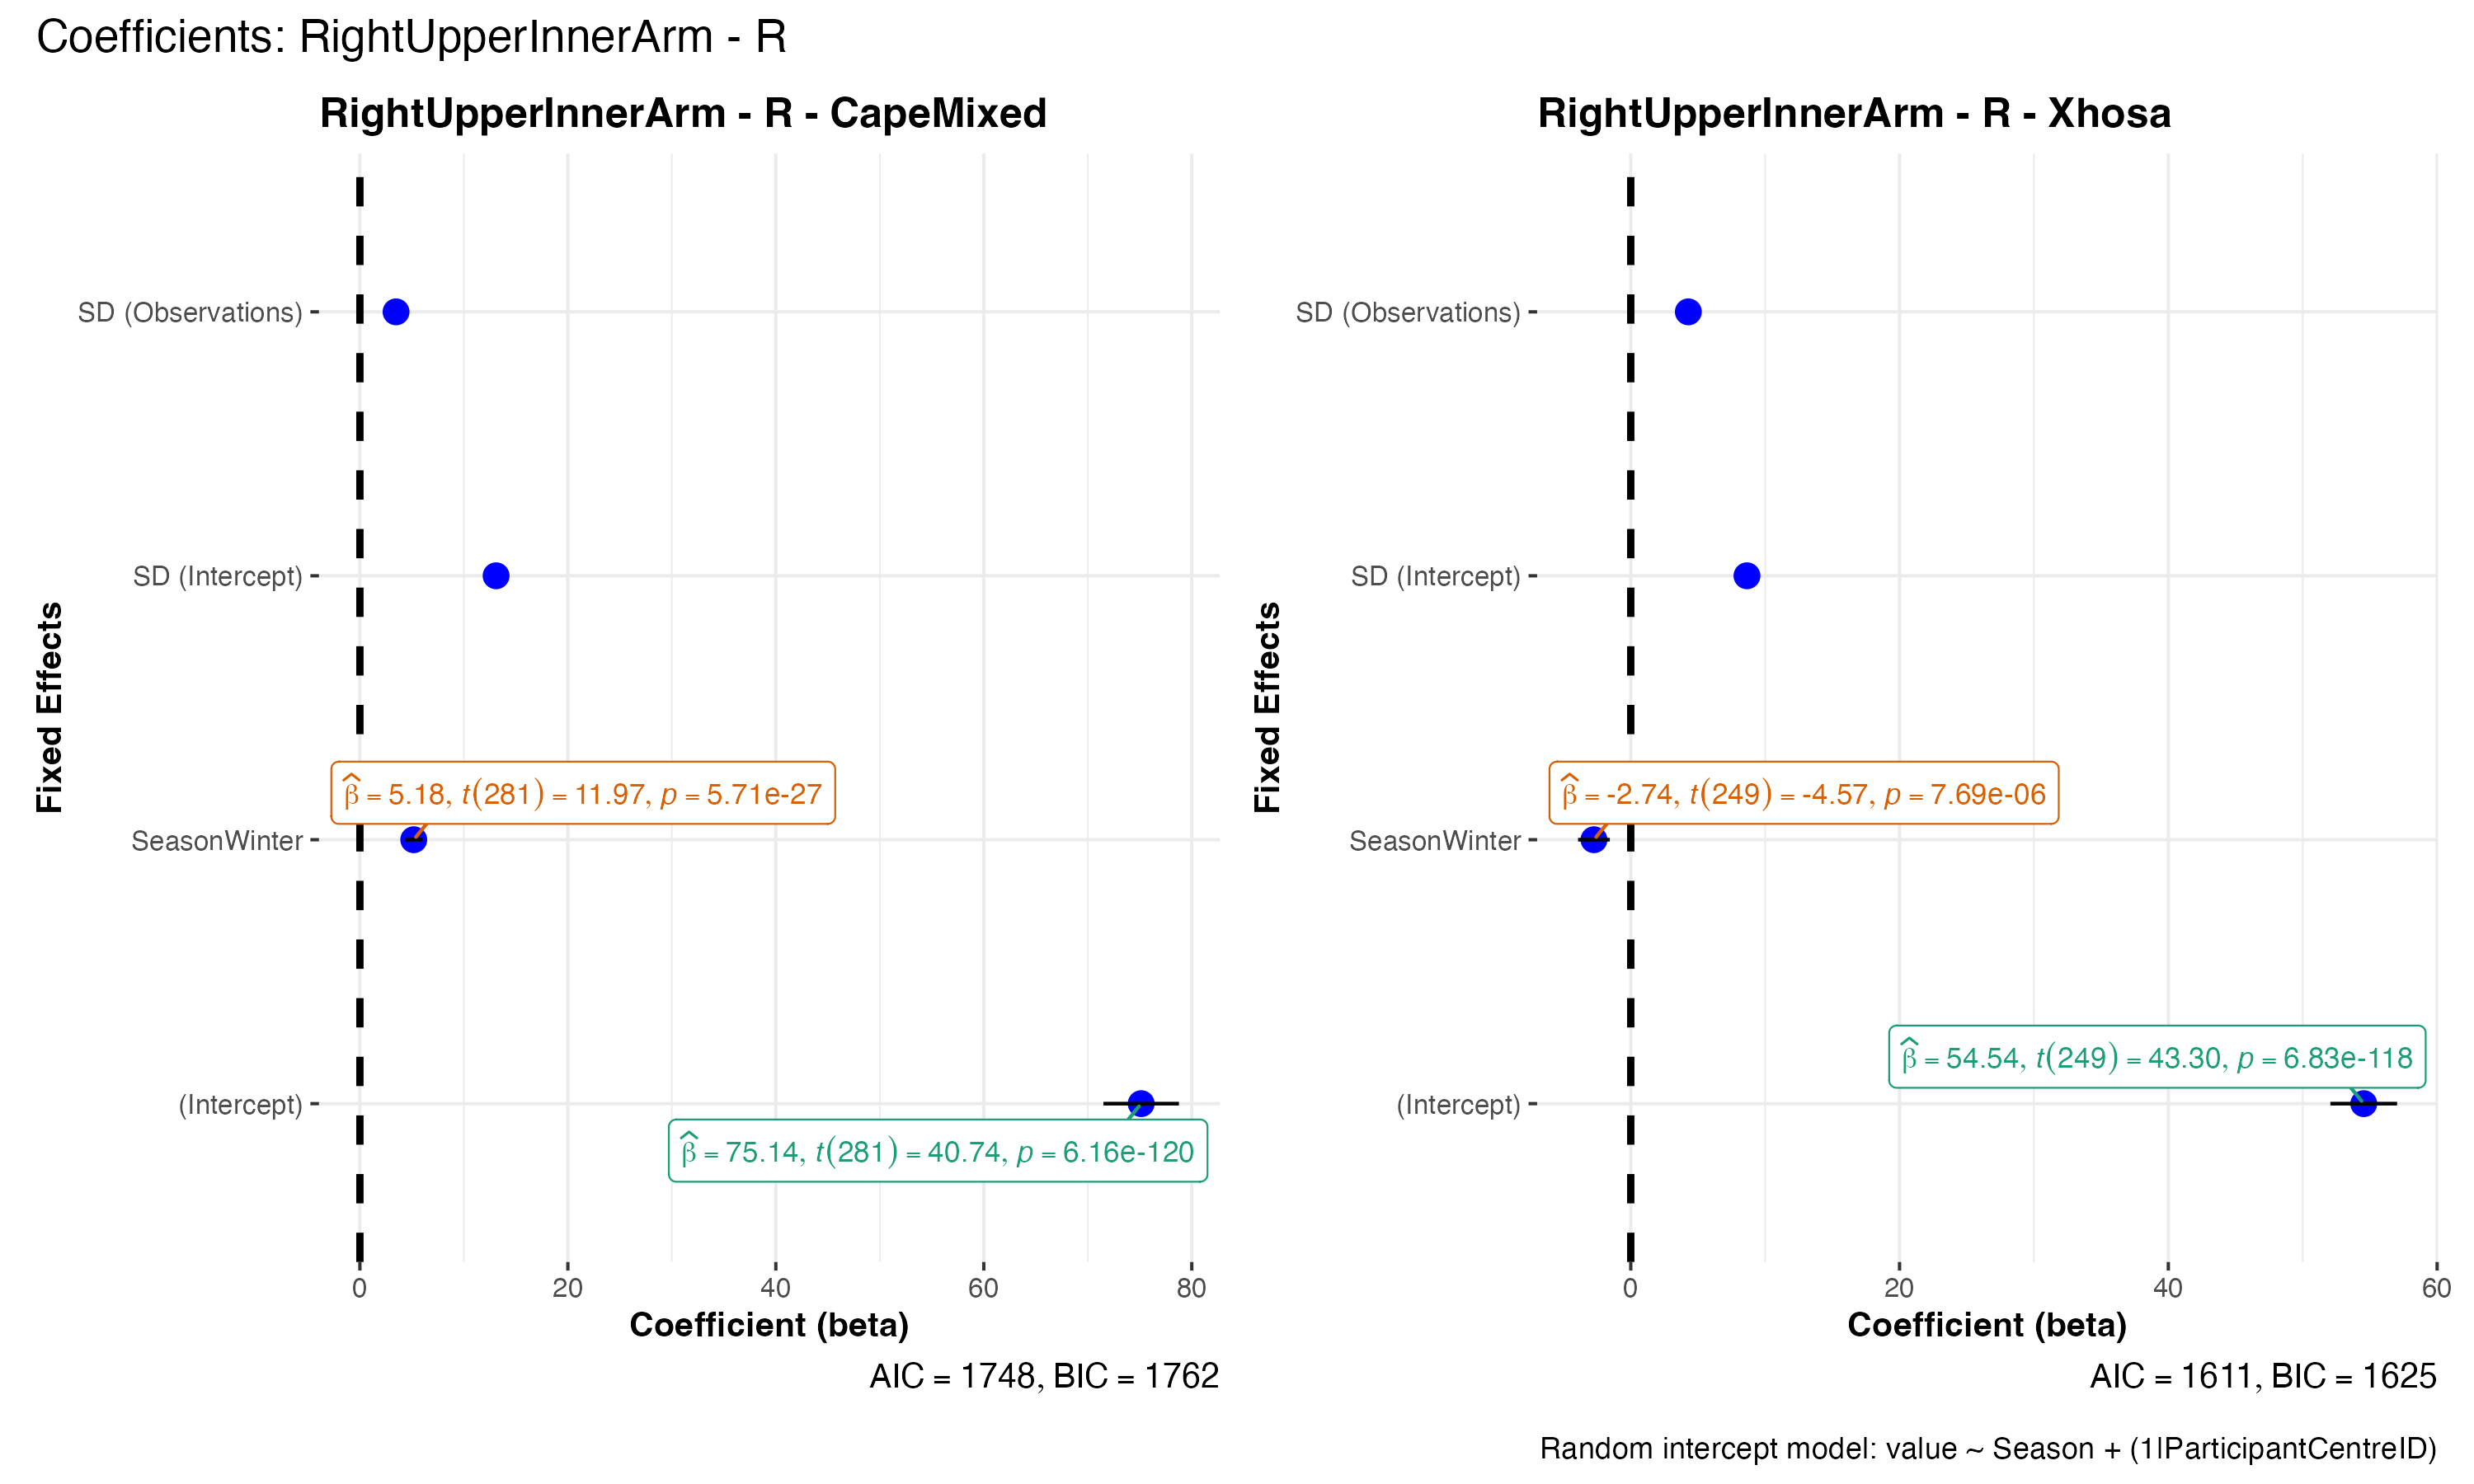 Coefficients: RightUpperInnerArm - R
RightUpperInnerArm - R - CapeMixed
SD (Observations)
SD (Intercept)
SeasonWinter
(Intercept)
Fixed Effects
β̂ = 5.18, t(281) = 11.97, p = 5.71e-27
β̂ = 75.14, t(281) = 40.74, p = 6.16e-120
0 20 40 60 80
Coefficient (beta)
AIC = 1748, BIC = 1762
RightUpperInnerArm - R - Xhosa
SD (Observations)
SD (Intercept)
SeasonWinter
(Intercept)
Fixed Effects
β̂ = -2.74, t(249) = -4.57, p = 7.69e-06
β̂ = 54.54, t(249) = 43.30, p = 6.83e-118
0 20 40 60
Coefficient (beta)
AIC = 1611, BIC = 1625
Random intercept model: value ~ Season + (1|ParticipantCentreID)